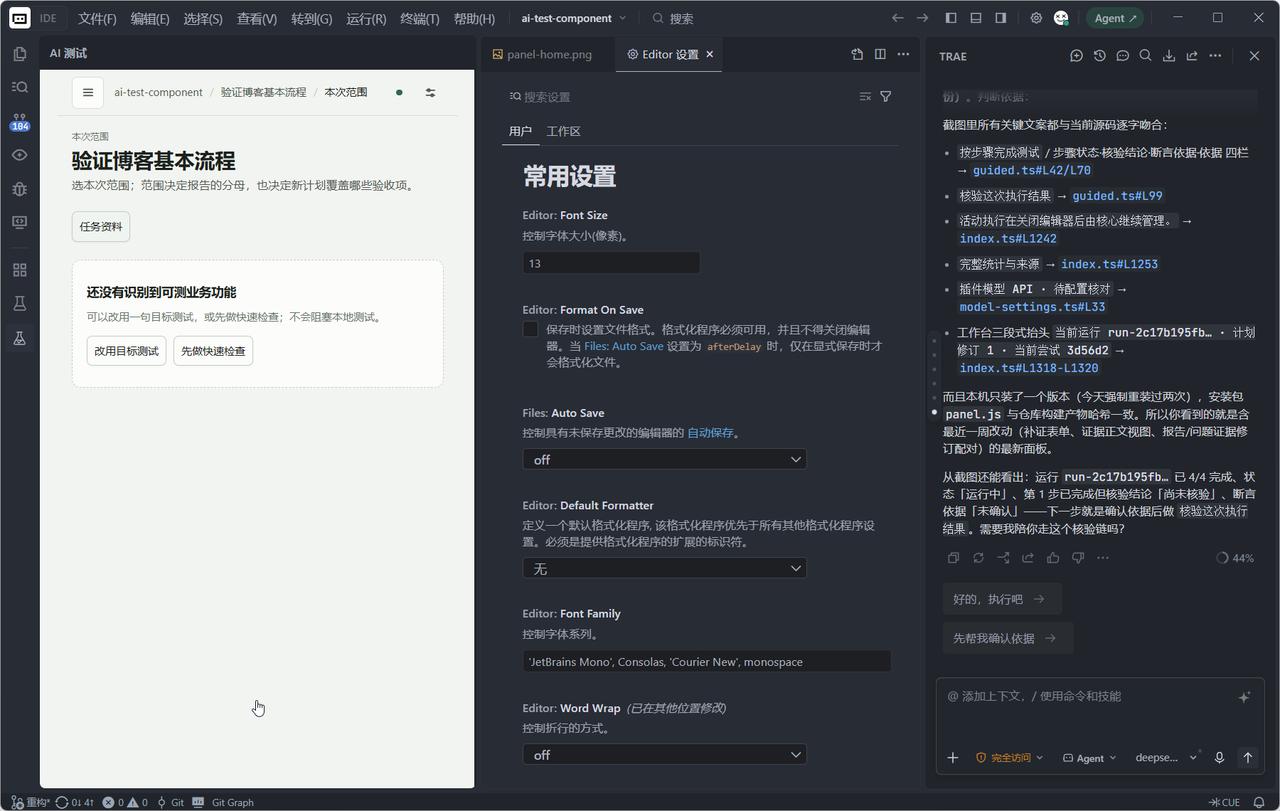 IDE 文件(F) 编辑(E) 选择(S) 查看(V) 转到(G) 运行(R) 终端(T) 帮助(H) ai-test-component 搜索 Agent ↗
AI 测试
104
ai-test-component / 验证博客基本流程 / 本次范围
本次范围
验证博客基本流程
选本次范围；范围决定报告的分母，也决定新计划覆盖哪些验收项。
任务资料
还没有识别到可测业务功能
可以改用一句目标测试，或先做快速检查；不会阻塞本地测试。
改用目标测试 先做快速检查
panel-home.png Editor 设置
搜索设置
用户 工作区
常用设置
Editor: Font Size
控制字体大小(像素)。
13
Editor: Format On Save
保存时设置文件格式。格式化程序必须可用，并且不得关闭编辑
器。当 Files: Auto Save 设置为 afterDelay 时，仅在显式保存时才
会格式化文件。
Files: Auto Save
控制具有未保存更改的编辑器的 自动保存。
off
Editor: Default Formatter
定义一个默认格式化程序, 该格式化程序优先于所有其他格式化程序设
置。必须是提供格式化程序的扩展的标识符。
无
Editor: Font Family
控制字体系列。
'JetBrains Mono', Consolas, 'Courier New', monospace
Editor: Word Wrap (已在其他位置修改)
控制折行的方式。
off
TRAE
份）。判断依据：
截图里所有关键文案都与当前源码逐字吻合：
• 按步骤完成测试 / 步骤状态·核验结论·断言依据·依据 四栏
→ guided.ts#L42/L70
• 核验这次执行结果 → guided.ts#L99
• 活动执行在关闭编辑器后由核心继续管理。 →
index.ts#L1242
• 完整统计与来源 → index.ts#L1253
• 插件模型 API · 待配置核对 →
model-settings.ts#L33
• 工作台三段式抬头 当前运行 run-2c17b195fb… · 计划
修订 1 · 当前尝试 3d56d2 →
index.ts#L1318-L1320
而且本机只装了一个版本（今天强制重装过两次），安装包
panel.js 与仓库构建产物哈希一致。所以你看到的就是含
最近一周改动（补证表单、证据正文视图、报告/问题证据修
订配对）的最新面板。
从截图还能看出：运行 run-2c17b195fb… 已 4/4 完成、状
态「运行中」、第 1 步已完成但核验结论「尚未核验」、断言
依据「未确认」——下一步就是确认依据后做 核验这次执行
结果 。需要我陪你走这个核验链吗？
44%
好的，执行吧 →
先帮我确认依据 →
@ 添加上下文，/ 使用命令和技能
完全访问 Agent deepse...
重构* 0↓ 4↑ 0 0 Git Git Graph CUE